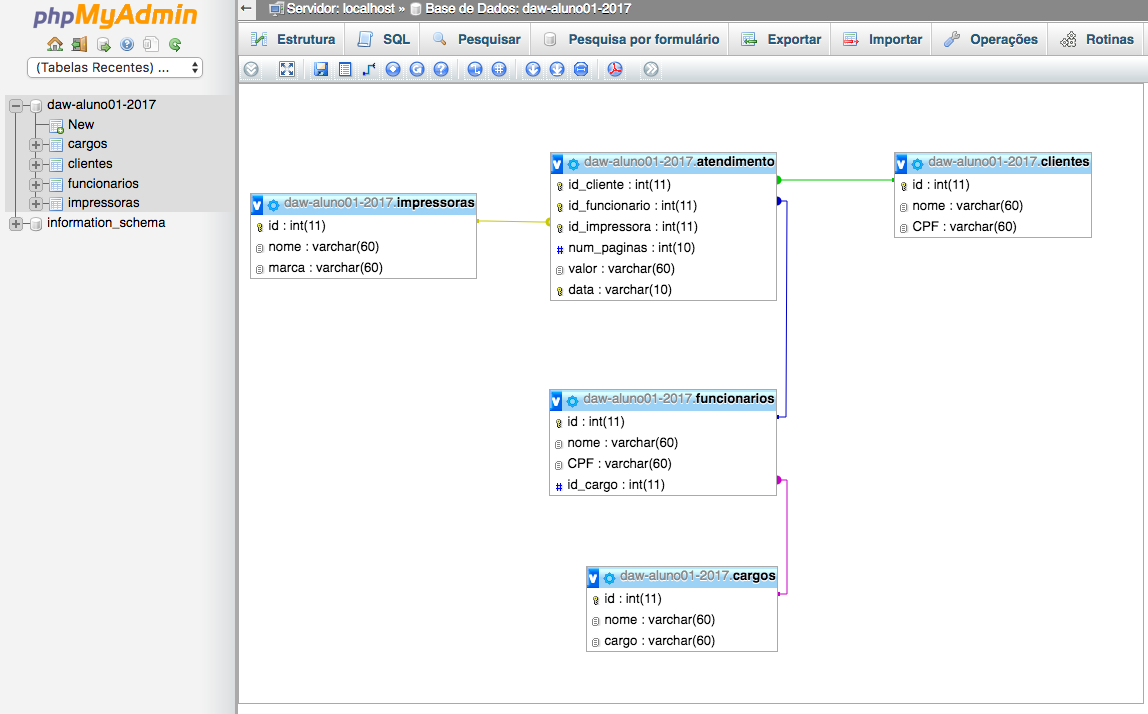 phpMyAdmin
(Tabelas Recentes) ...
daw-aluno01-2017
New
cargos
clientes
funcionarios
impressoras
information_schema
Servidor: localhost » Base de Dados: daw-aluno01-2017
Estrutura SQL Pesquisar Pesquisa por formulário Exportar Importar Operações Rotinas
daw-aluno01-2017.impressoras
id : int(11)
nome : varchar(60)
marca : varchar(60)
daw-aluno01-2017.atendimento
id_cliente : int(11)
id_funcionario : int(11)
id_impressora : int(11)
# num_paginas : int(10)
valor : varchar(60)
data : varchar(10)
daw-aluno01-2017.clientes
id : int(11)
nome : varchar(60)
CPF : varchar(60)
daw-aluno01-2017.funcionarios
id : int(11)
nome : varchar(60)
CPF : varchar(60)
# id_cargo : int(11)
daw-aluno01-2017.cargos
id : int(11)
nome : varchar(60)
cargo : varchar(60)